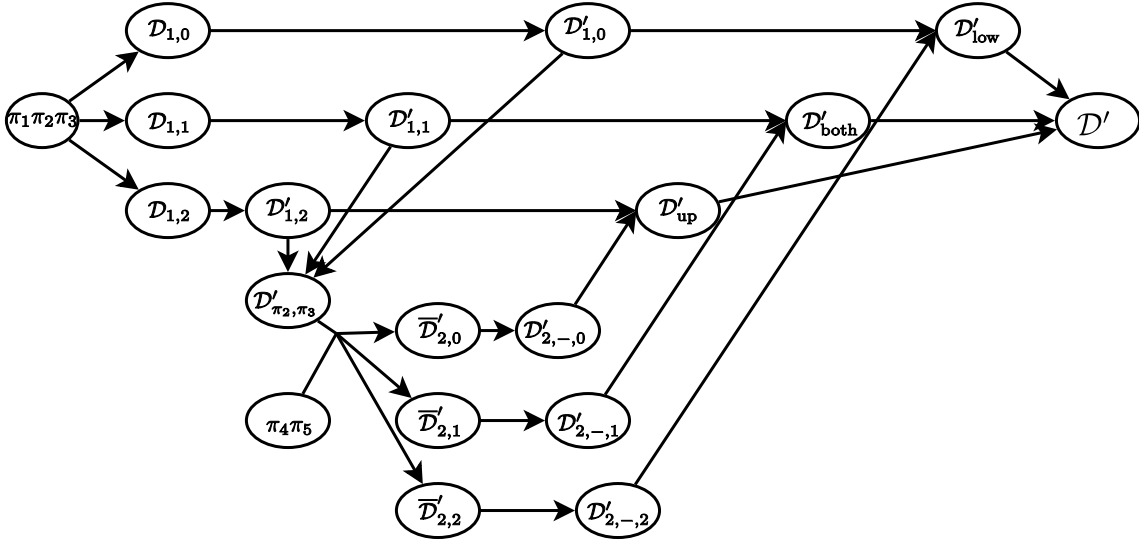 𝒟₁,₀
𝒟′₁,₀
𝒟′low
π₁π₂π₃
𝒟₁,₁
𝒟′₁,₁
𝒟′both
𝒟′
𝒟₁,₂
𝒟′₁,₂
𝒟′up
𝒟′π₂,π₃
𝒟̅′₂,₀
𝒟′₂,₋,₀
π₄π₅
𝒟̅′₂,₁
𝒟′₂,₋,₁
𝒟̅′₂,₂
𝒟′₂,₋,₂